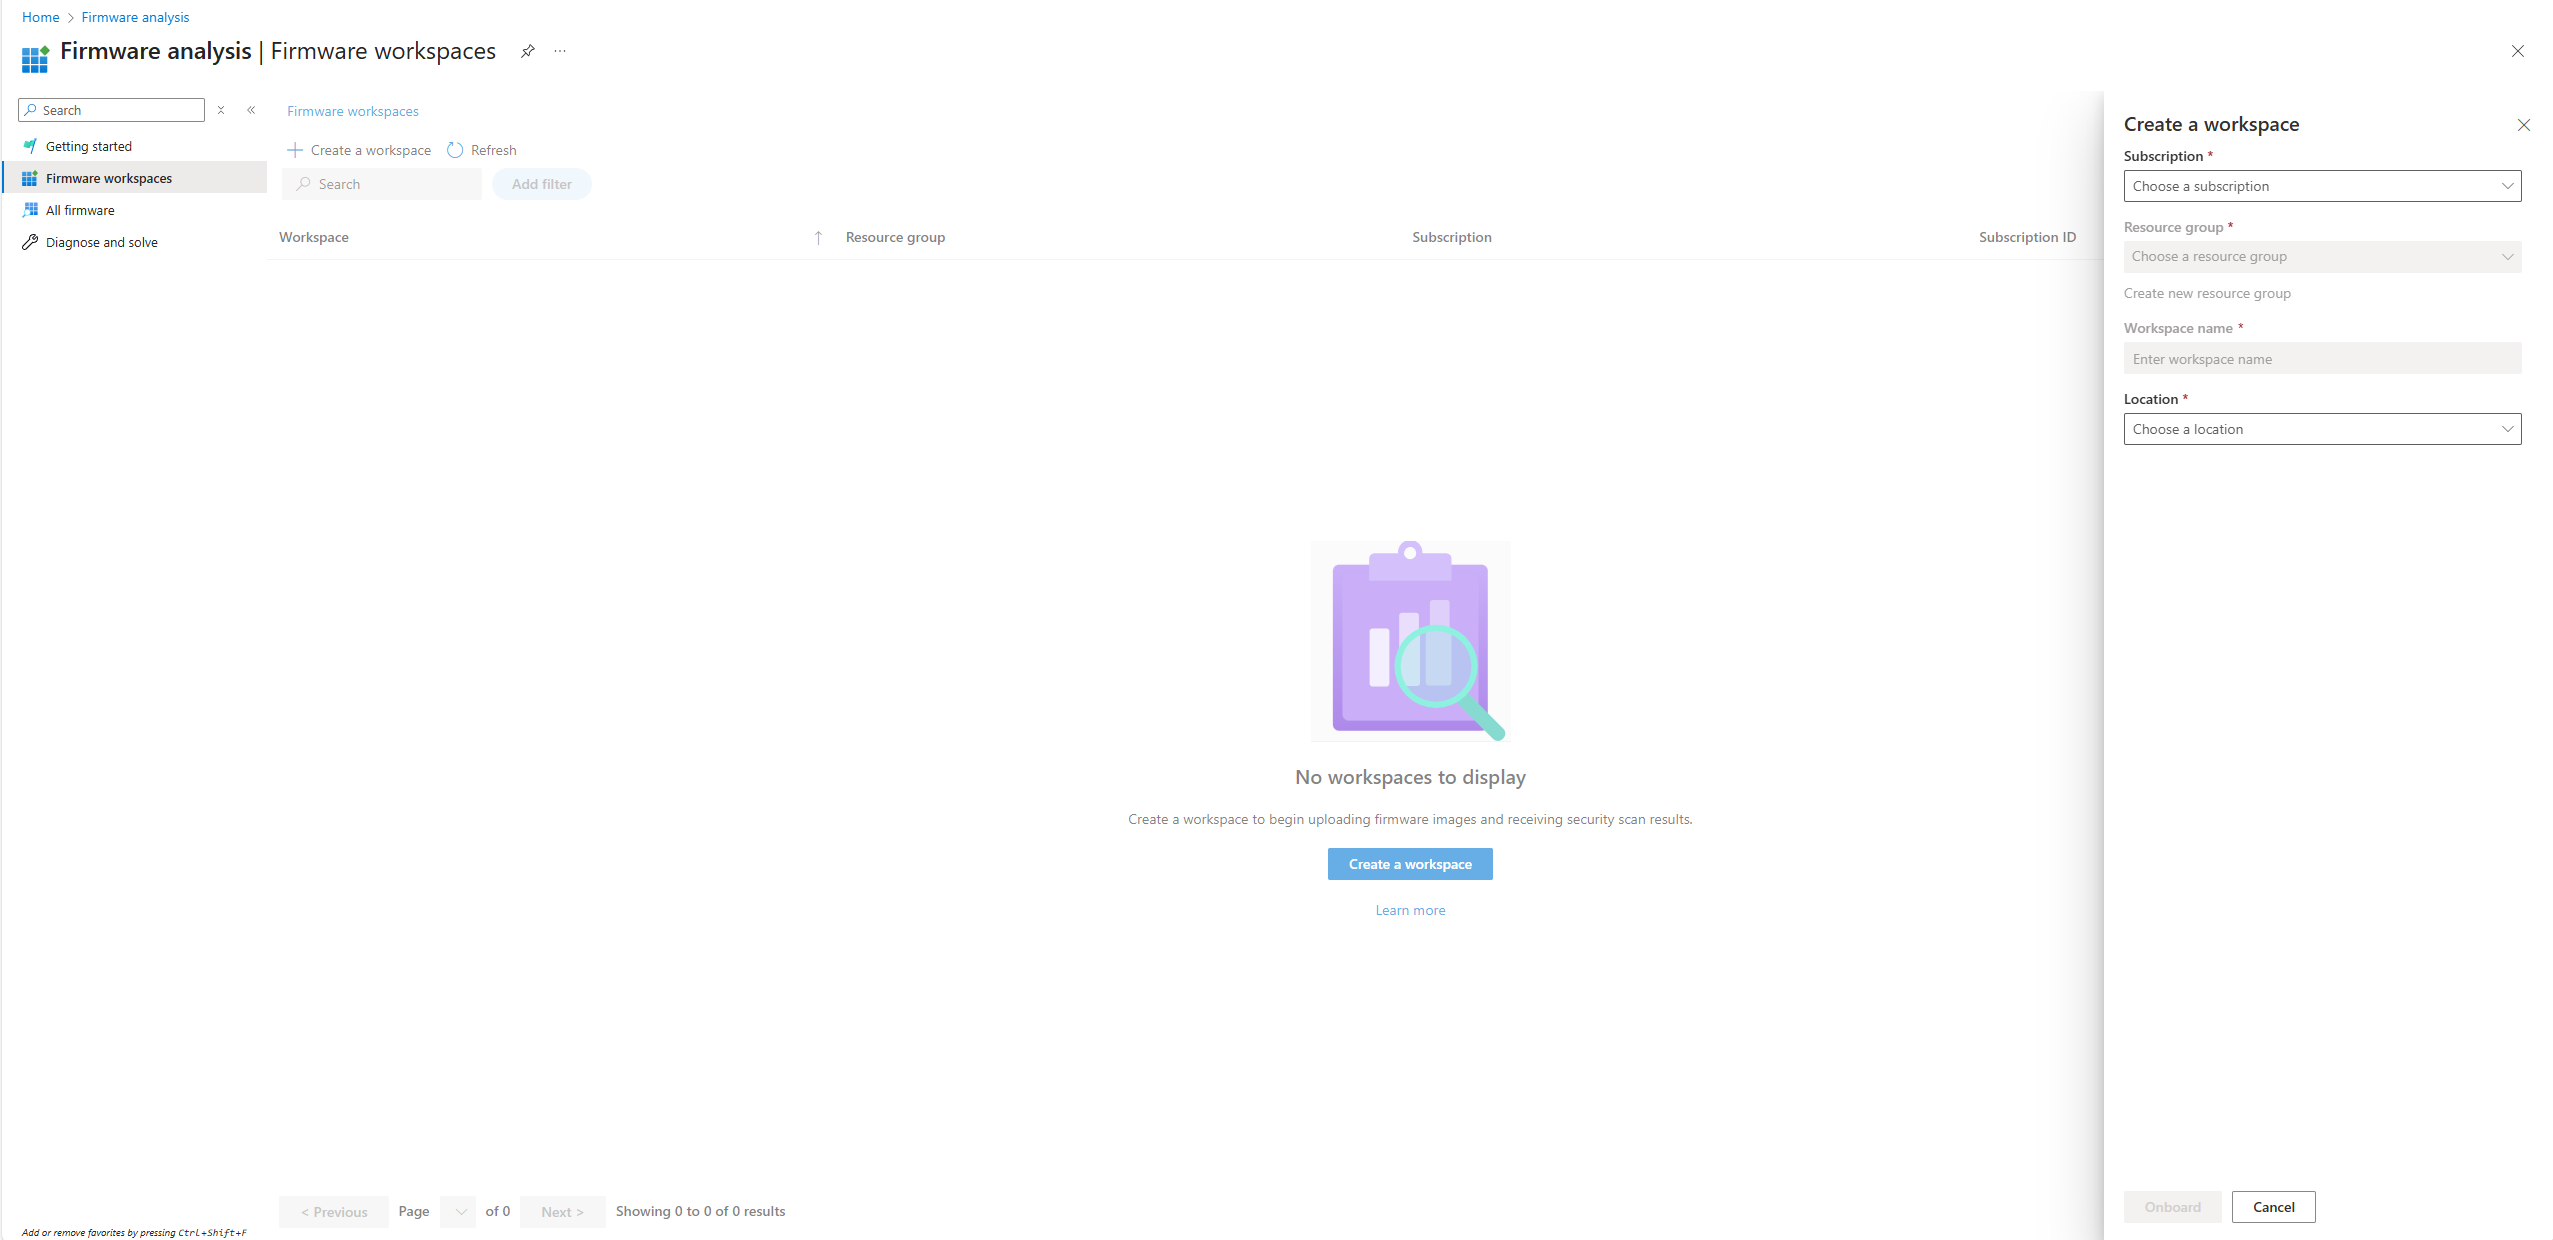 Home > Firmware analysis
Firmware analysis | Firmware workspaces ...
Search
Getting started
Firmware workspaces
All firmware
Diagnose and solve
Add or remove favorites by pressing Ctrl+Shift+F
Firmware workspaces
Create a workspace Refresh
Search Add filter
Workspace ↑ Resource group Subscription Subscription ID
No workspaces to display
Create a workspace to begin uploading firmware images and receiving security scan results.
Create a workspace
Learn more
< Previous Page of 0 Next > Showing 0 to 0 of 0 results
Create a workspace
Subscription *
Choose a subscription
Resource group *
Choose a resource group
Create new resource group
Workspace name *
Enter workspace name
Location *
Choose a location
Onboard Cancel